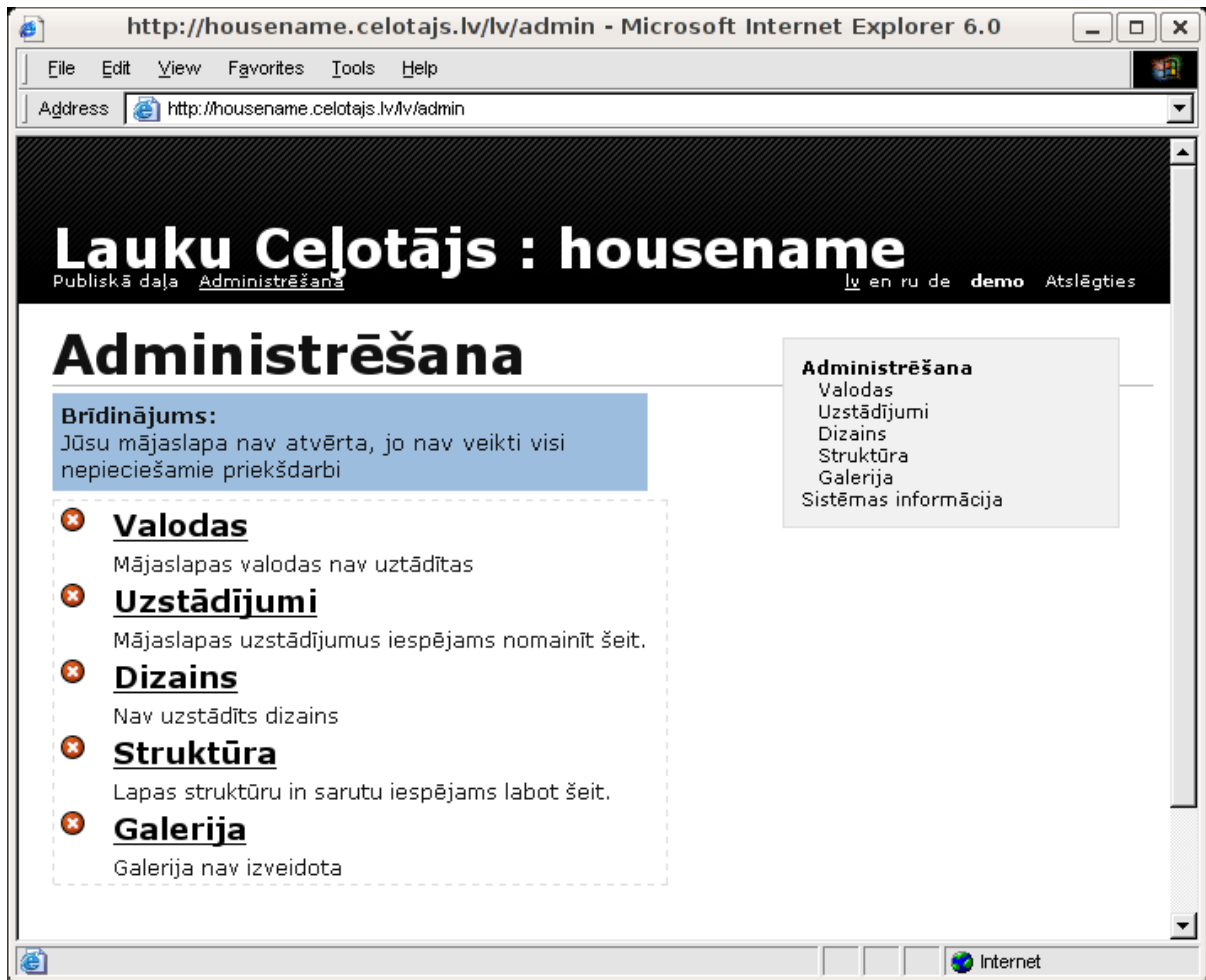 http://housename.celotajs.lv/lv/admin - Microsoft Internet Explorer 6.0
File Edit View Favorites Tools Help
Address http://housename.celotajs.lv/lv/admin
Lauku Ceļotājs : housename
Publiskā daļa Administrēšana lv en ru de demo Atslēgties
Administrēšana
Brīdinājums:
Jūsu mājaslapa nav atvērta, jo nav veikti visi
nepieciešamie priekšdarbi
Valodas
Mājaslapas valodas nav uztādītas
Uzstādījumi
Mājaslapas uzstādījumus iespējams nomainīt šeit.
Dizains
Nav uzstādīts dizains
Struktūra
Lapas struktūru in sarutu iespējams labot šeit.
Galerija
Galerija nav izveidota
Administrēšana
Valodas
Uzstādījumi
Dizains
Struktūra
Galerija
Sistēmas informācija
Internet